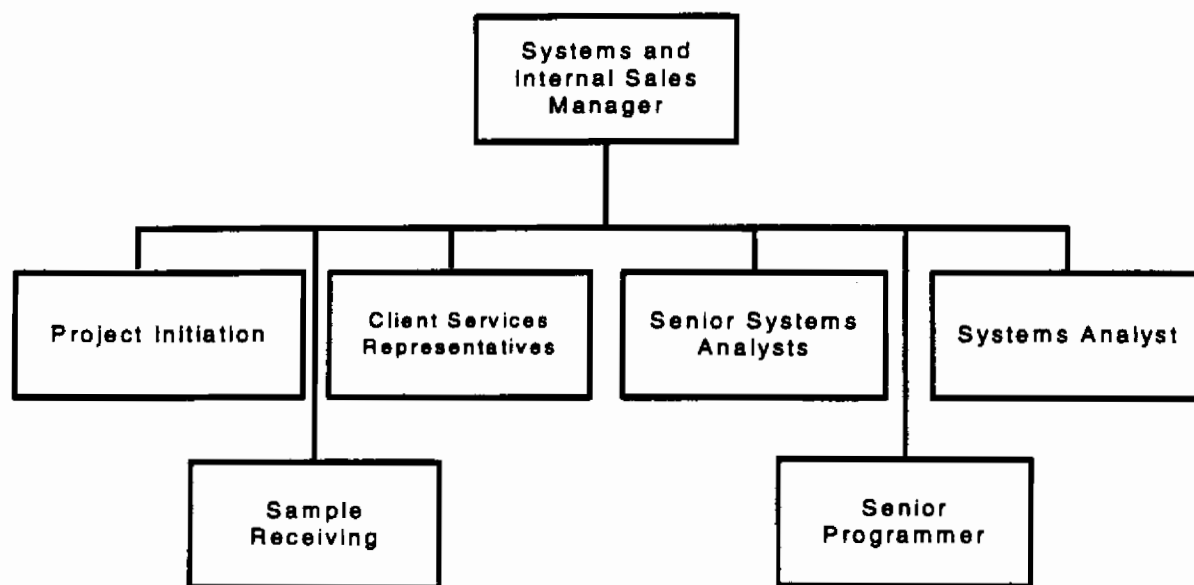 Systems and
Internal Sales
Manager
Project Initiation
Client Services
Representatives
Senior Systems
Analysts
Systems Analyst
Sample
Receiving
Senior
Programmer